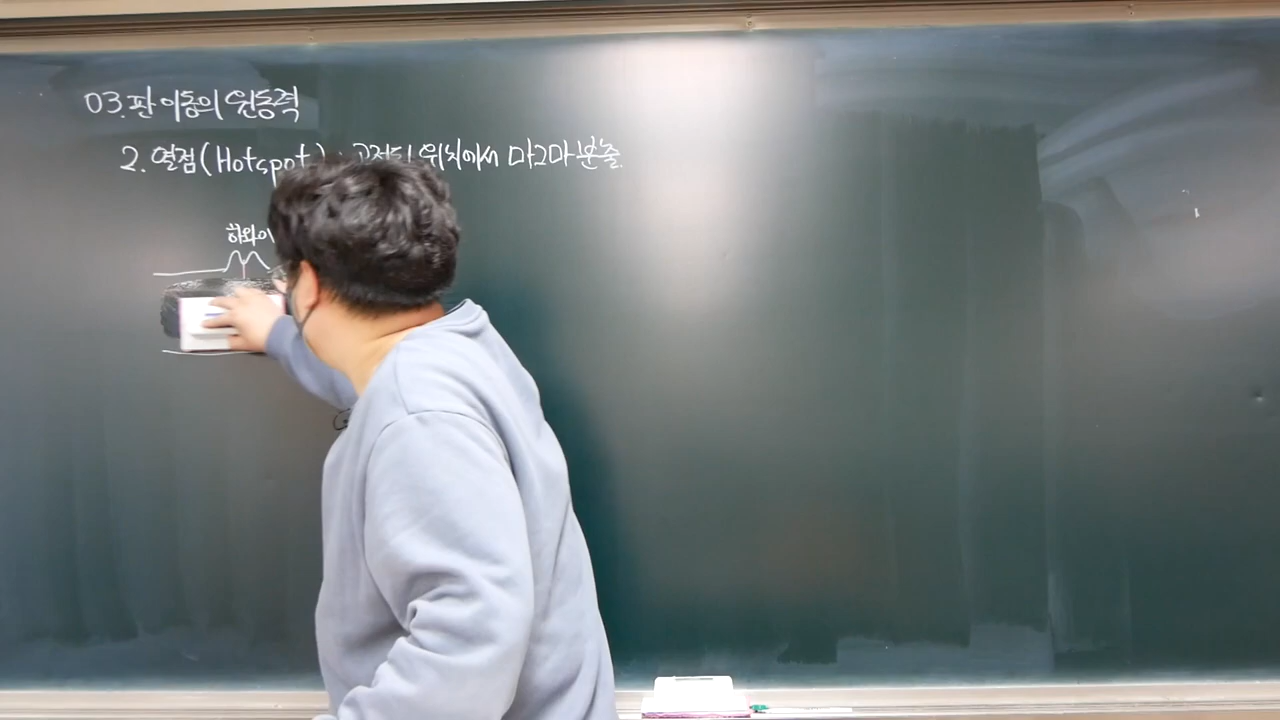 03. 판 이동의 원동력
2. 열점(Hotspot) : 고정된 위치에서 마그마 분출.
하와이